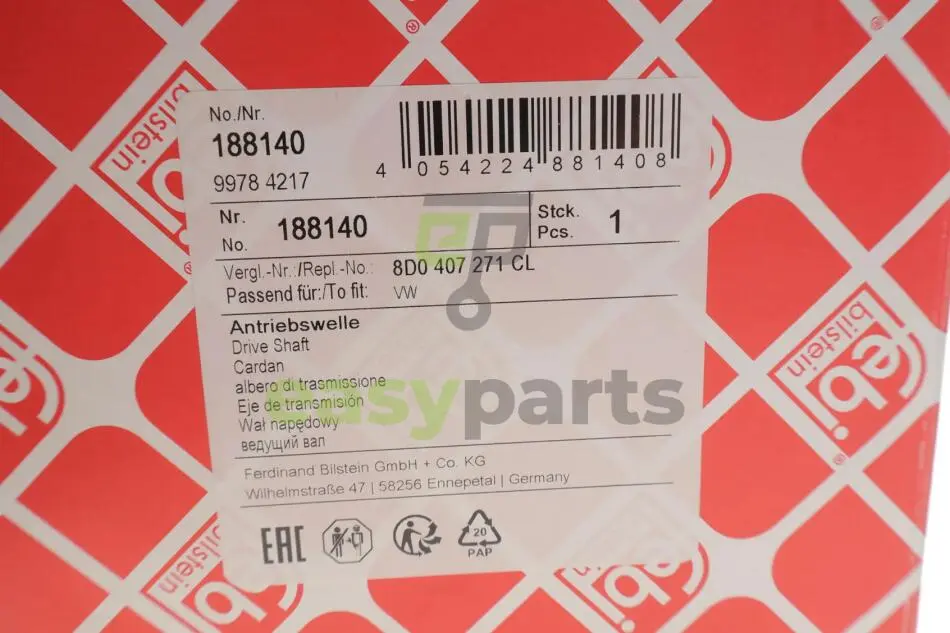 No./Nr.
188140
9978 4217
4 054224 881408
Nr.
No. 188140
Stck.
Pcs. 1
Vergl.-Nr.:/Repl.-No.: 8D0 407 271 CL
Passend für:/To fit: VW
Antriebswelle
Drive Shaft
Cardan
albero di trasmissione
Eje de transmisión
Wał napędowy
ведущий вал
easyparts
Ferdinand Bilstein GmbH + Co. KG
Wilhelmstraße 47 | 58256 Ennepetal | Germany
EAC
20
PAP
febi
bilstein
bilstein
febi
bilstein
febi